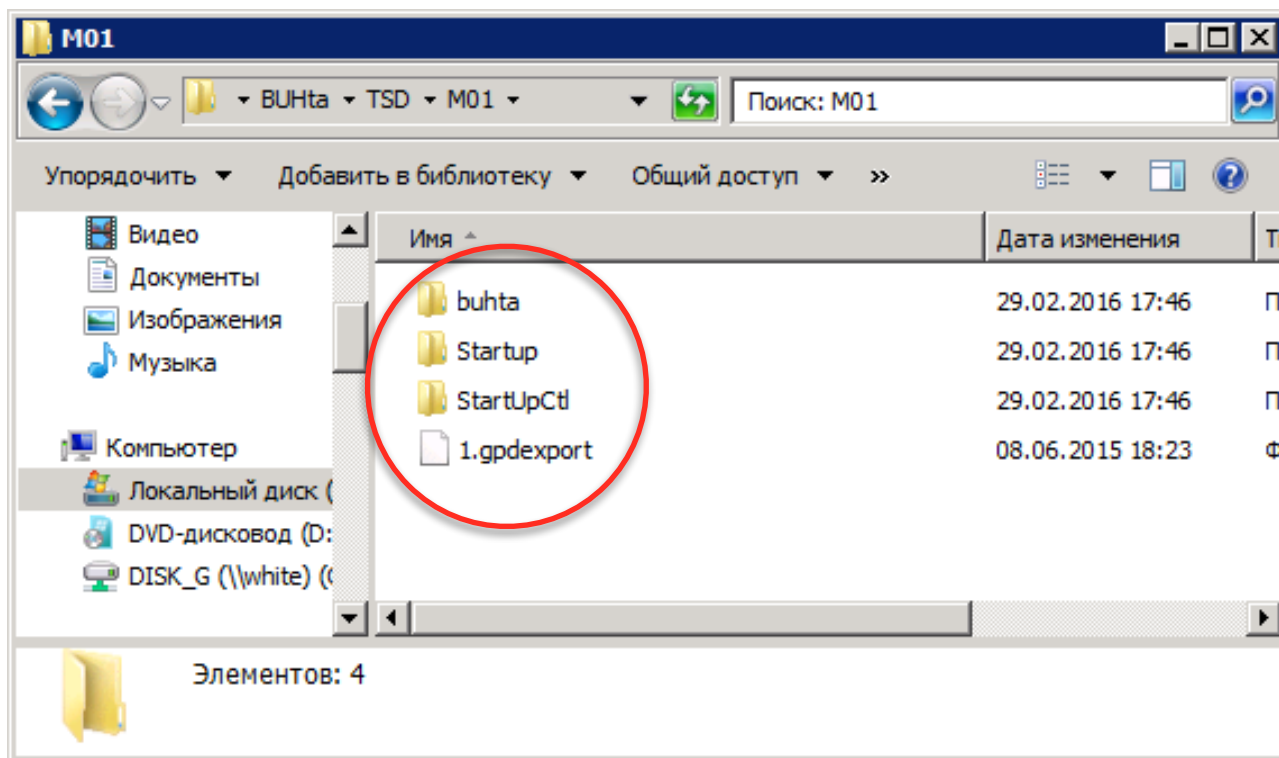 M01
BUHta TSD M01 Поиск: M01
Упорядочить Добавить в библиотеку Общий доступ »
Видео
Документы
Изображения
Музыка
Компьютер
Локальный диск (
DVD-дисковод (D:
DISK_G (\\white) (
Имя Дата изменения
buhta 29.02.2016 17:46
Startup 29.02.2016 17:46
StartUpCtl 29.02.2016 17:46
1.gpdexport 08.06.2015 18:23
Элементов: 4